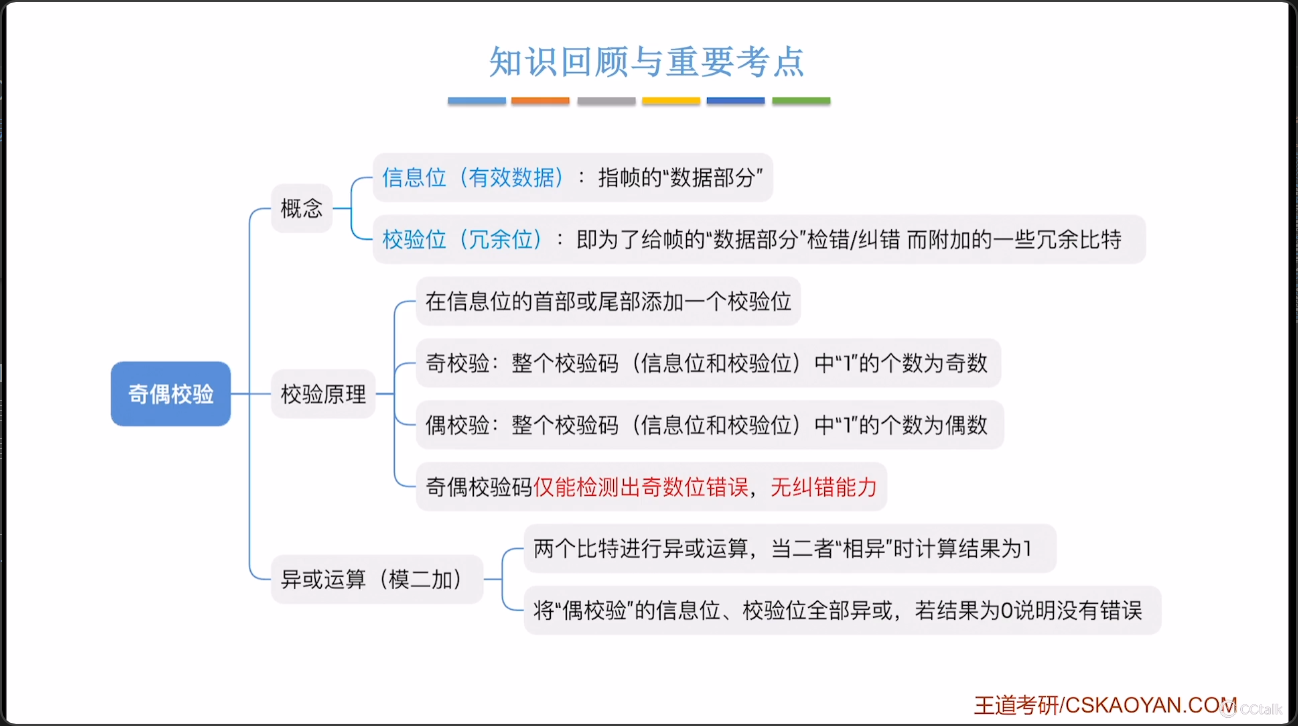 知识回顾与重要考点
信息位（有效数据）：指帧的“数据部分”
概念
校验位（冗余位）：即为了给帧的“数据部分”检错/纠错 而附加的一些冗余比特
在信息位的首部或尾部添加一个校验位
奇校验：整个校验码（信息位和校验位）中“1”的个数为奇数
奇偶校验
校验原理
偶校验：整个校验码（信息位和校验位）中“1”的个数为偶数
奇偶校验码仅能检测出奇数位错误，无纠错能力
两个比特进行异或运算，当二者“相异”时计算结果为1
异或运算（模二加）
将“偶校验”的信息位、校验位全部异或，若结果为0说明没有错误
王道考研/CSKAOYAN.COM
CCtalk